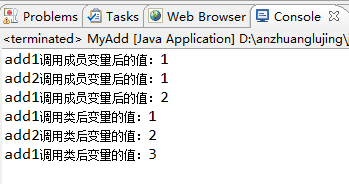 Problems Tasks Web Browser Console
<terminated> MyAdd [Java Application] D:\anzhuanglujing\
add1调用成员变量后的值：1
add2调用成员变量后的值：1
add1调用成员变量后的值：2
add1调用类后变量的值：1
add2调用类后变量的值：2
add1调用类后变量的值：3